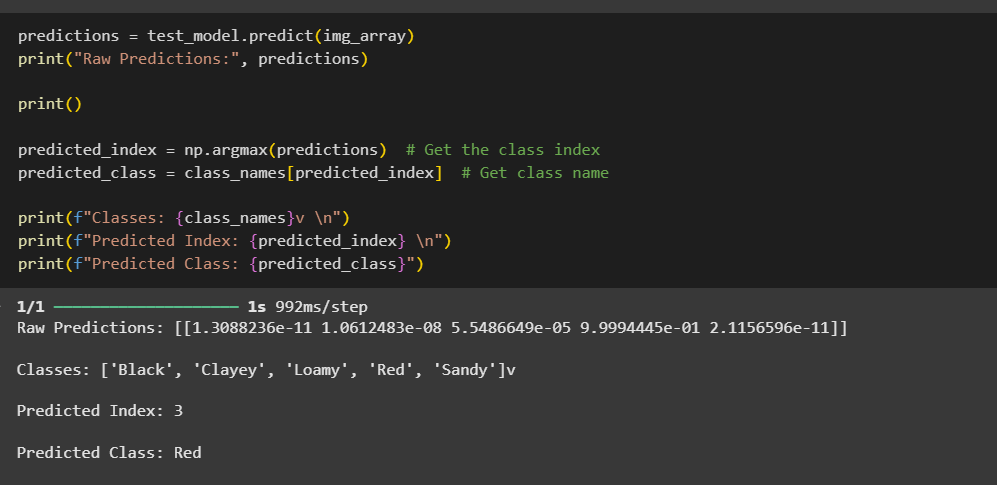 predictions = test_model.predict(img_array)
print("Raw Predictions:", predictions)
print()
predicted_index = np.argmax(predictions)  # Get the class index
predicted_class = class_names[predicted_index]  # Get class name
print(f"Classes: {class_names}v \n")
print(f"Predicted Index: {predicted_index} \n")
print(f"Predicted Class: {predicted_class}")
1/1 ━━━━━━━━━━━━━━━━━━━━ 1s 992ms/step
Raw Predictions: [[1.3088236e-11 1.0612483e-08 5.5486649e-05 9.9994445e-01 2.1156596e-11]]
Classes: ['Black', 'Clayey', 'Loamy', 'Red', 'Sandy']v
Predicted Index: 3
Predicted Class: Red